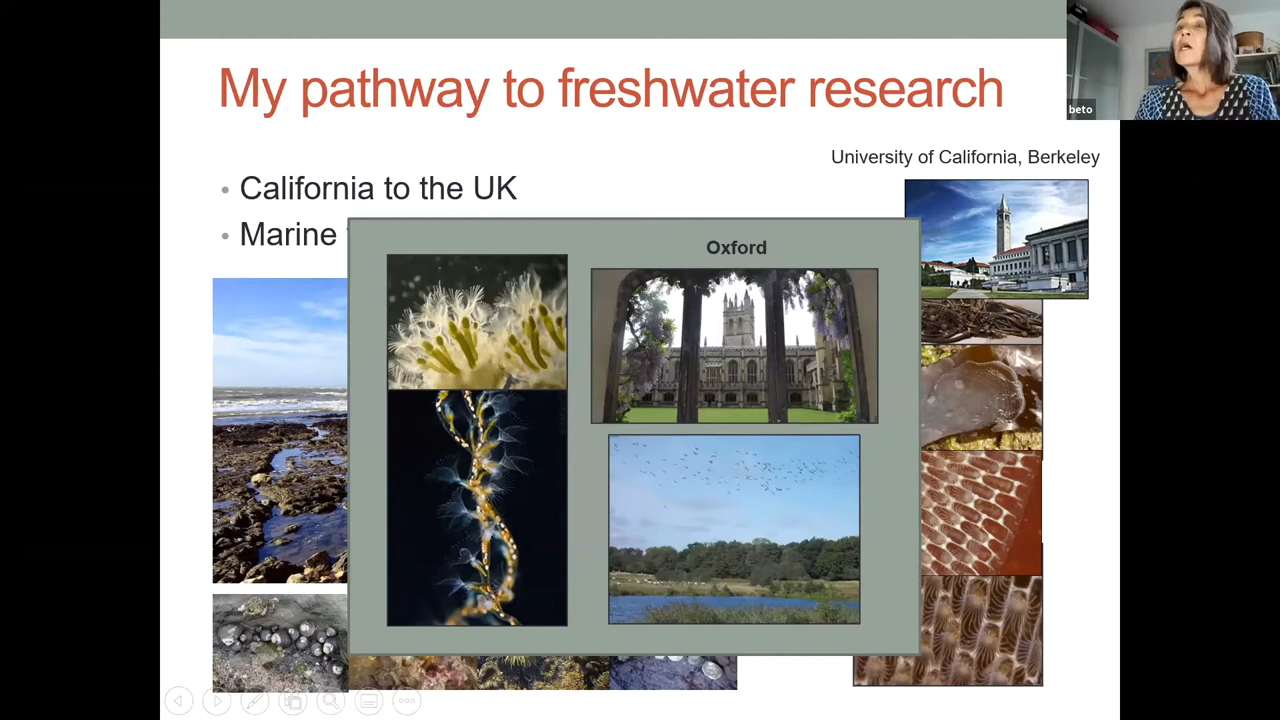 My pathway to freshwater research
beto
University of California, Berkeley
• California to the UK
• Marine
Oxford